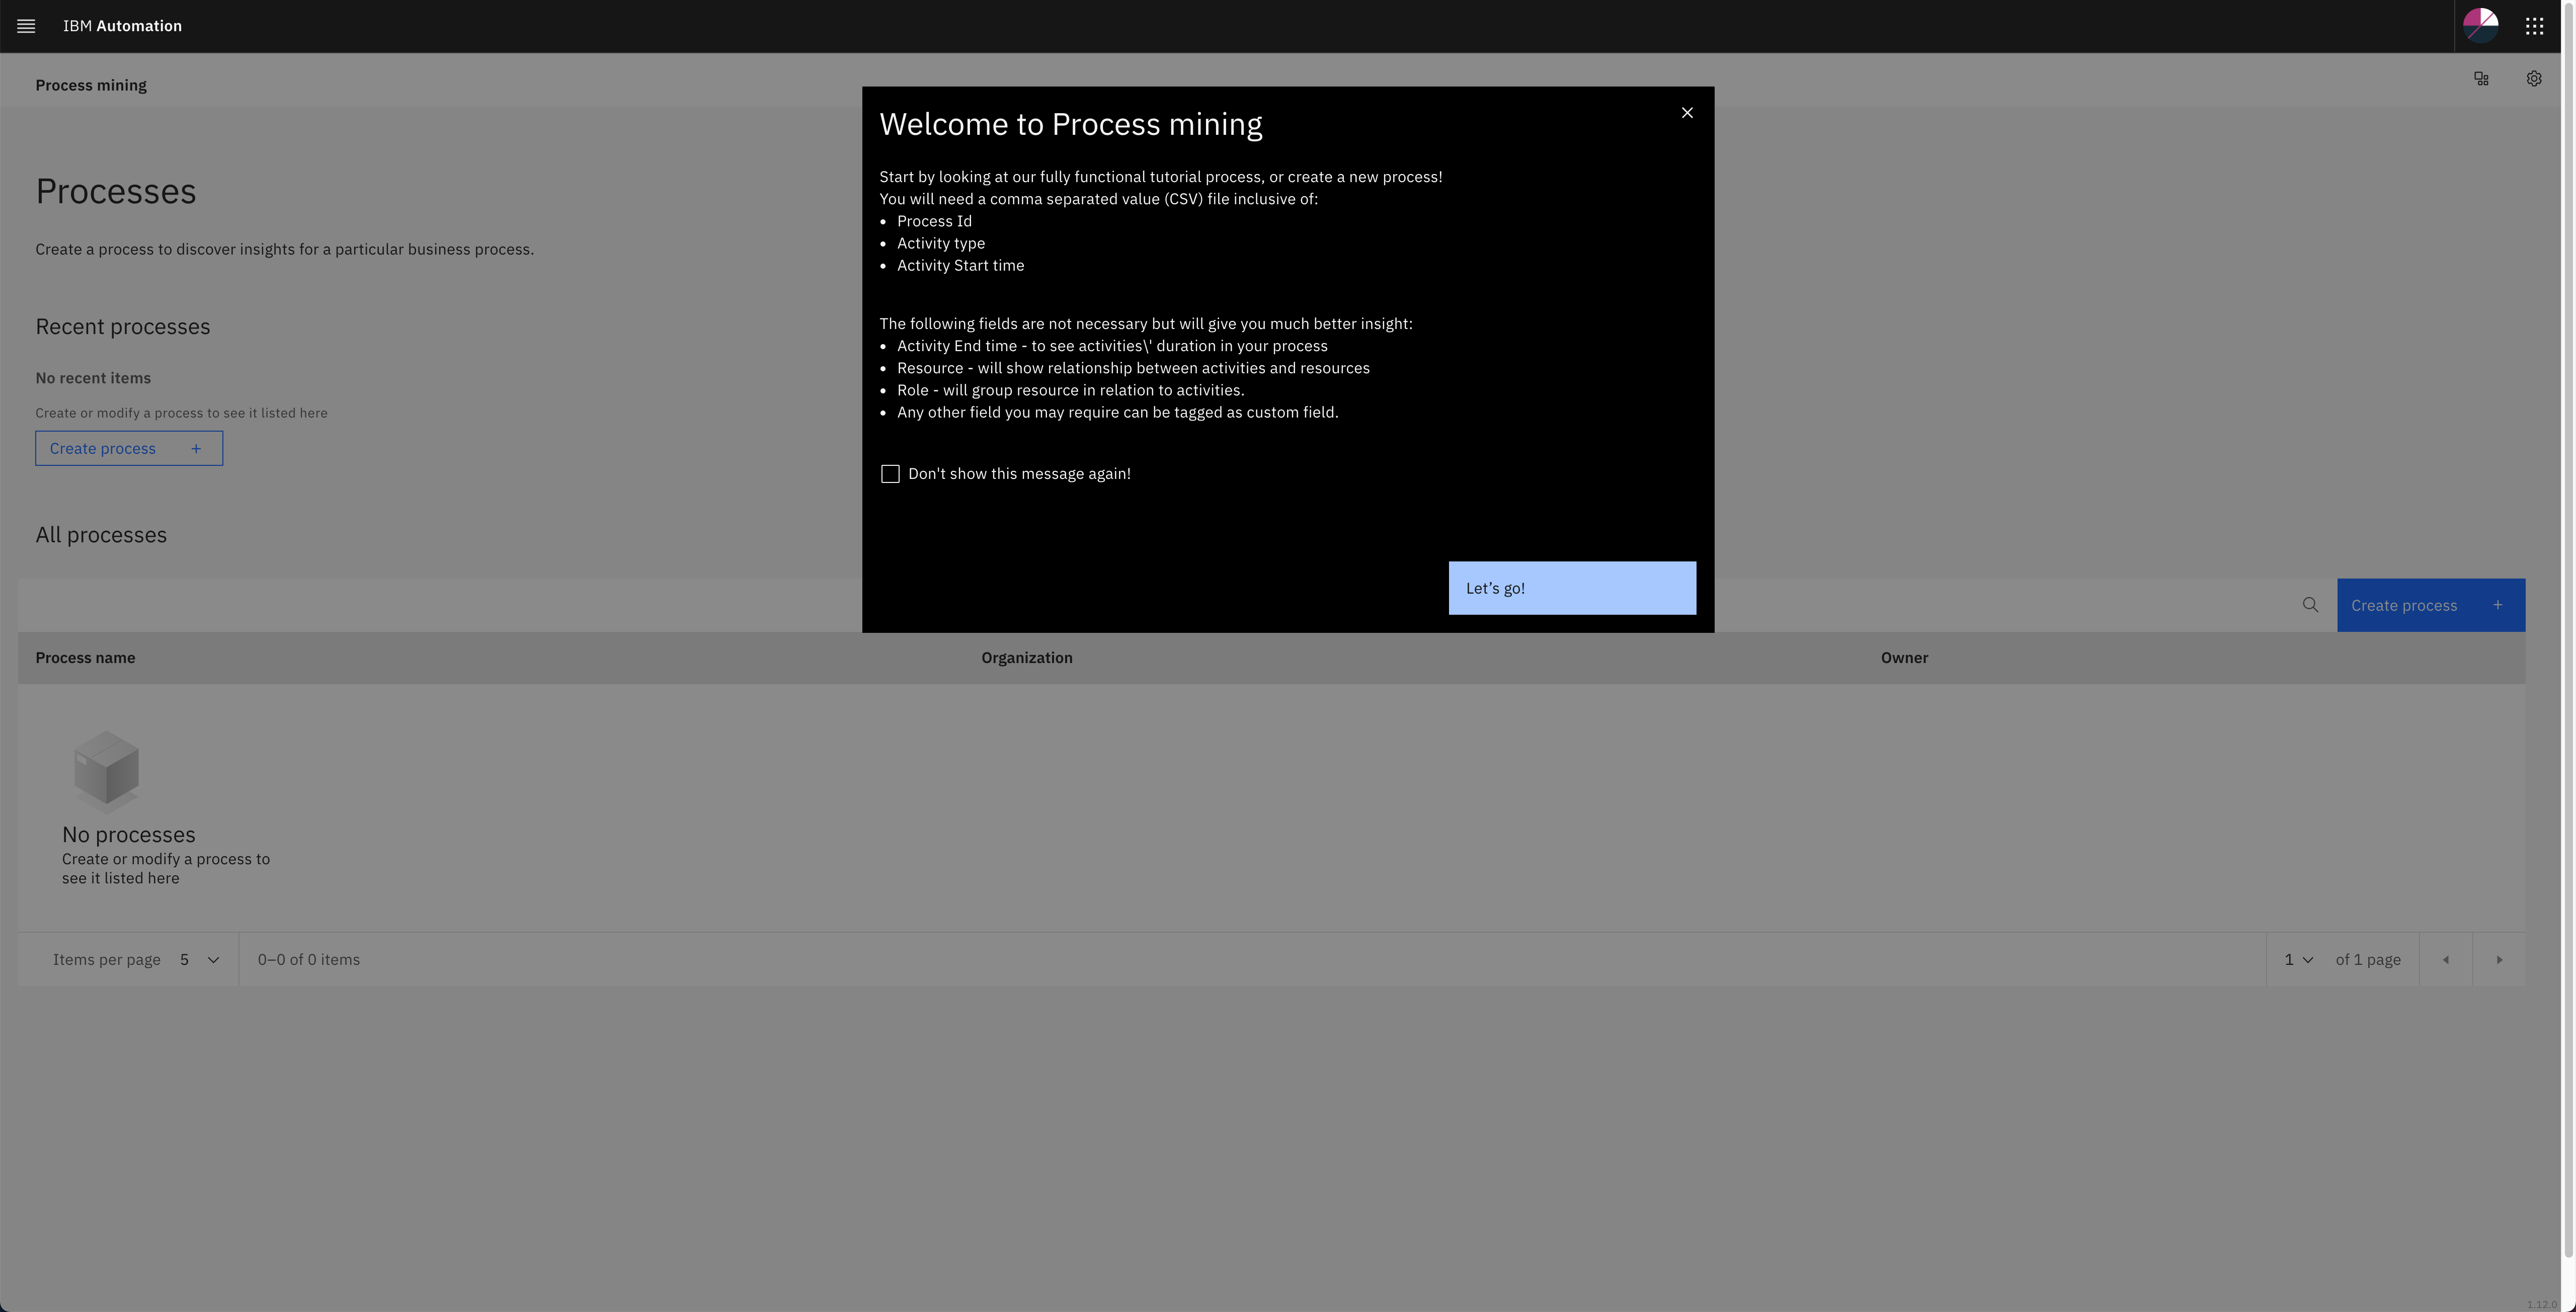 IBM Automation
Process mining
Processes
Create a process to discover insights for a particular business process.
Recent processes
No recent items
Create or modify a process to see it listed here
Create process +
All processes
Welcome to Process mining
Start by looking at our fully functional tutorial process, or create a new process!
You will need a comma separated value (CSV) file inclusive of:
• Process Id
• Activity type
• Activity Start time
The following fields are not necessary but will give you much better insight:
• Activity End time - to see activities\' duration in your process
• Resource - will show relationship between activities and resources
• Role - will group resource in relation to activities.
• Any other field you may require can be tagged as custom field.
Don't show this message again!
Let’s go!
Create process +
Process name Organization Owner
No processes
Create or modify a process to
see it listed here
Items per page 5 0–0 of 0 items 1 of 1 page
1.12.0